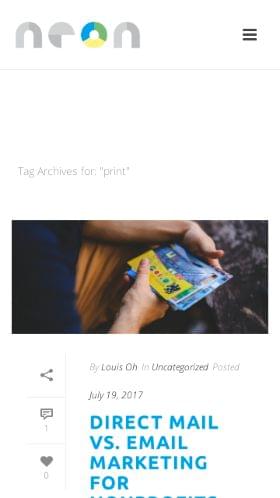 neon
Tag Archives for: "print"
By Louis Oh In Uncategorized Posted
July 19, 2017
1
0
DIRECT MAIL
VS. EMAIL
MARKETING
FOR
NONPROFITS